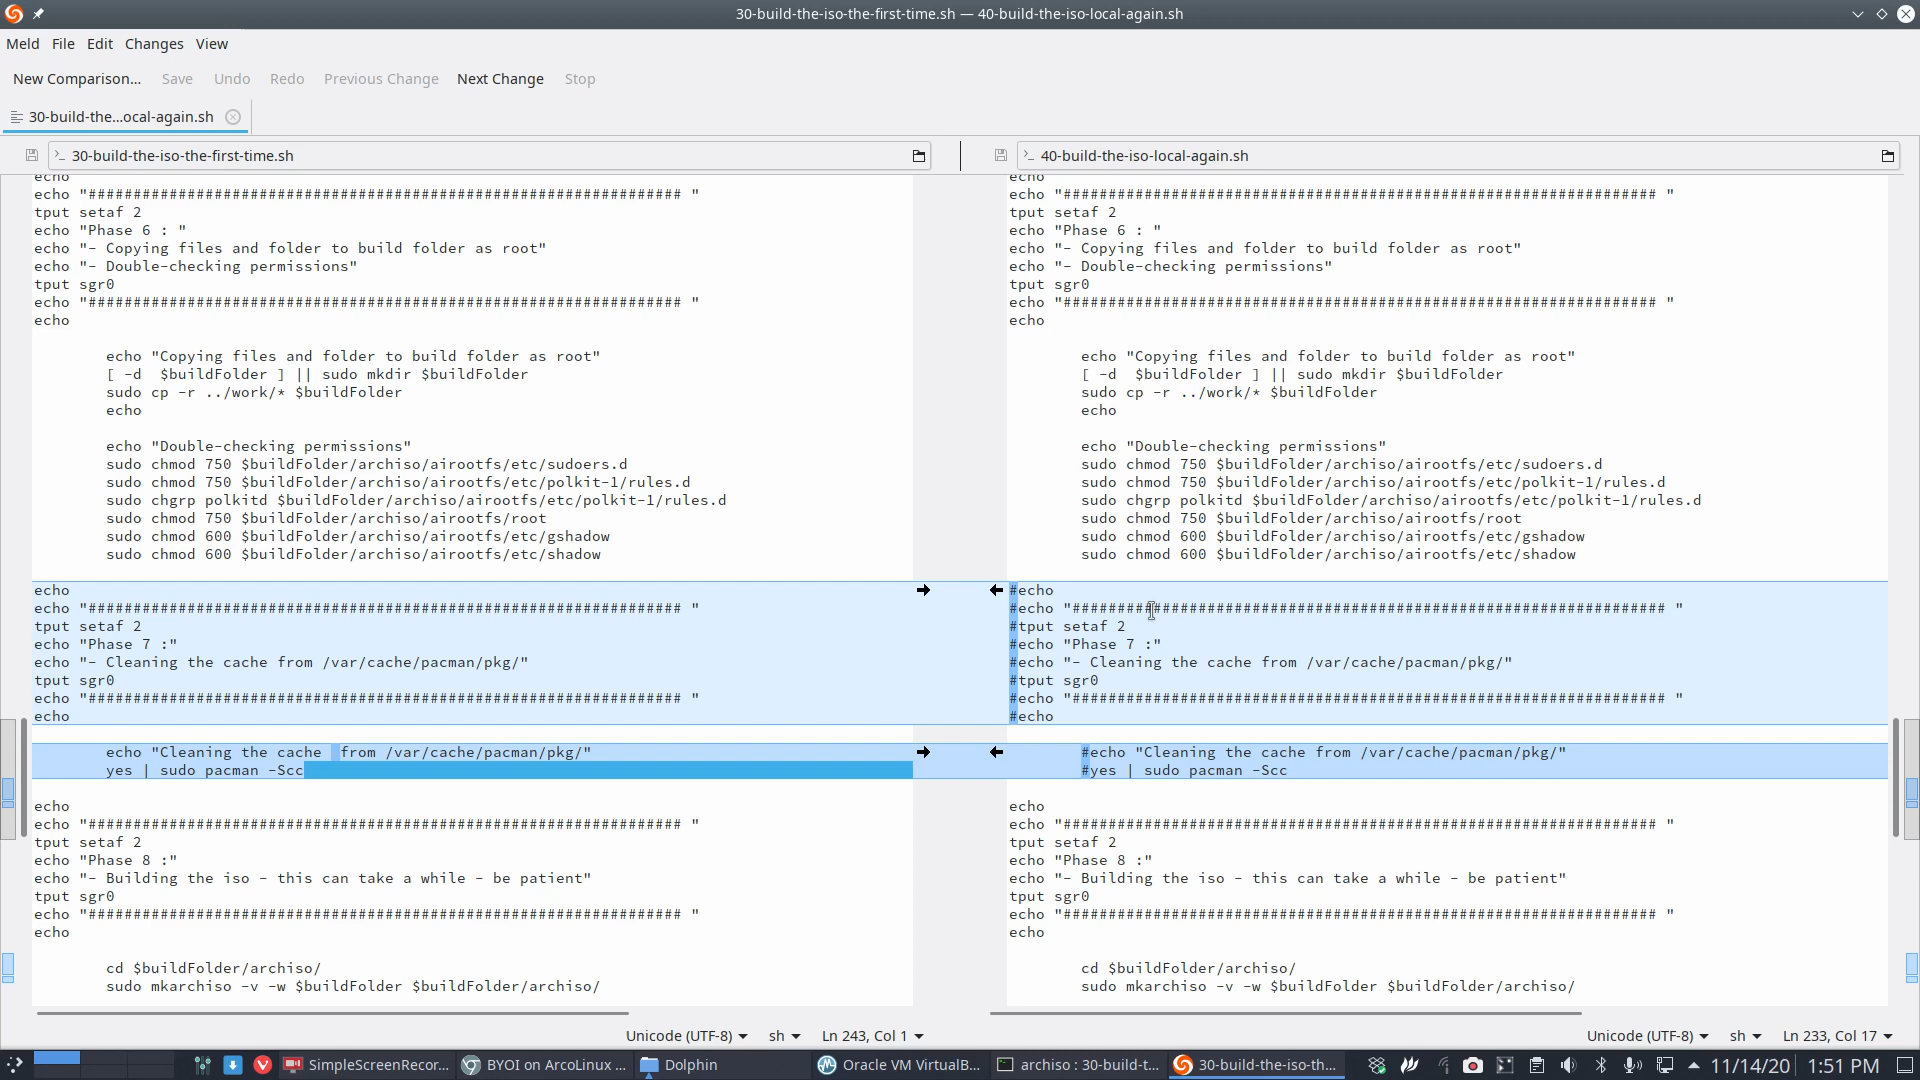 30-build-the-iso-the-first-time.sh — 40-build-the-iso-local-again.sh
Meld File Edit Changes View
New Comparison... Save Undo Redo Previous Change Next Change Stop
30-build-the...ocal-again.sh
30-build-the-iso-the-first-time.sh
echo
echo "################################################################## "
tput setaf 2
echo "Phase 6 : "
echo "- Copying files and folder to build folder as root"
echo "- Double-checking permissions"
tput sgr0
echo "################################################################## "
echo
echo "Copying files and folder to build folder as root"
[ -d  $buildFolder ] || sudo mkdir $buildFolder
sudo cp -r ../work/* $buildFolder
echo
echo "Double-checking permissions"
sudo chmod 750 $buildFolder/archiso/airootfs/etc/sudoers.d
sudo chmod 750 $buildFolder/archiso/airootfs/etc/polkit-1/rules.d
sudo chgrp polkitd $buildFolder/archiso/airootfs/etc/polkit-1/rules.d
sudo chmod 750 $buildFolder/archiso/airootfs/root
sudo chmod 600 $buildFolder/archiso/airootfs/etc/gshadow
sudo chmod 600 $buildFolder/archiso/airootfs/etc/shadow
echo
echo "################################################################## "
tput setaf 2
echo "Phase 7 :"
echo "- Cleaning the cache from /var/cache/pacman/pkg/"
tput sgr0
echo "################################################################## "
echo
echo "Cleaning the cache  from /var/cache/pacman/pkg/"
yes | sudo pacman -Scc
echo
echo "################################################################## "
tput setaf 2
echo "Phase 8 :"
echo "- Building the iso - this can take a while - be patient"
tput sgr0
echo "################################################################## "
echo
cd $buildFolder/archiso/
sudo mkarchiso -v -w $buildFolder $buildFolder/archiso/
Unicode (UTF-8) sh Ln 243, Col 1
40-build-the-iso-local-again.sh
echo
echo "################################################################## "
tput setaf 2
echo "Phase 6 : "
echo "- Copying files and folder to build folder as root"
echo "- Double-checking permissions"
tput sgr0
echo "################################################################## "
echo
echo "Copying files and folder to build folder as root"
[ -d  $buildFolder ] || sudo mkdir $buildFolder
sudo cp -r ../work/* $buildFolder
echo
echo "Double-checking permissions"
sudo chmod 750 $buildFolder/archiso/airootfs/etc/sudoers.d
sudo chmod 750 $buildFolder/archiso/airootfs/etc/polkit-1/rules.d
sudo chgrp polkitd $buildFolder/archiso/airootfs/etc/polkit-1/rules.d
sudo chmod 750 $buildFolder/archiso/airootfs/root
sudo chmod 600 $buildFolder/archiso/airootfs/etc/gshadow
sudo chmod 600 $buildFolder/archiso/airootfs/etc/shadow
#echo
#echo "################################################################## "
#tput setaf 2
#echo "Phase 7 :"
#echo "- Cleaning the cache from /var/cache/pacman/pkg/"
#tput sgr0
#echo "################################################################## "
#echo
#echo "Cleaning the cache from /var/cache/pacman/pkg/"
#yes | sudo pacman -Scc
echo
echo "################################################################## "
tput setaf 2
echo "Phase 8 :"
echo "- Building the iso - this can take a while - be patient"
tput sgr0
echo "################################################################## "
echo
cd $buildFolder/archiso/
sudo mkarchiso -v -w $buildFolder $buildFolder/archiso/
Unicode (UTF-8) sh Ln 233, Col 17
SimpleScreenRecor... BYOI on ArcoLinux ... Dolphin Oracle VM VirtualB... archiso : 30-build-t... 30-build-the-iso-th... 11/14/20 1:51 PM